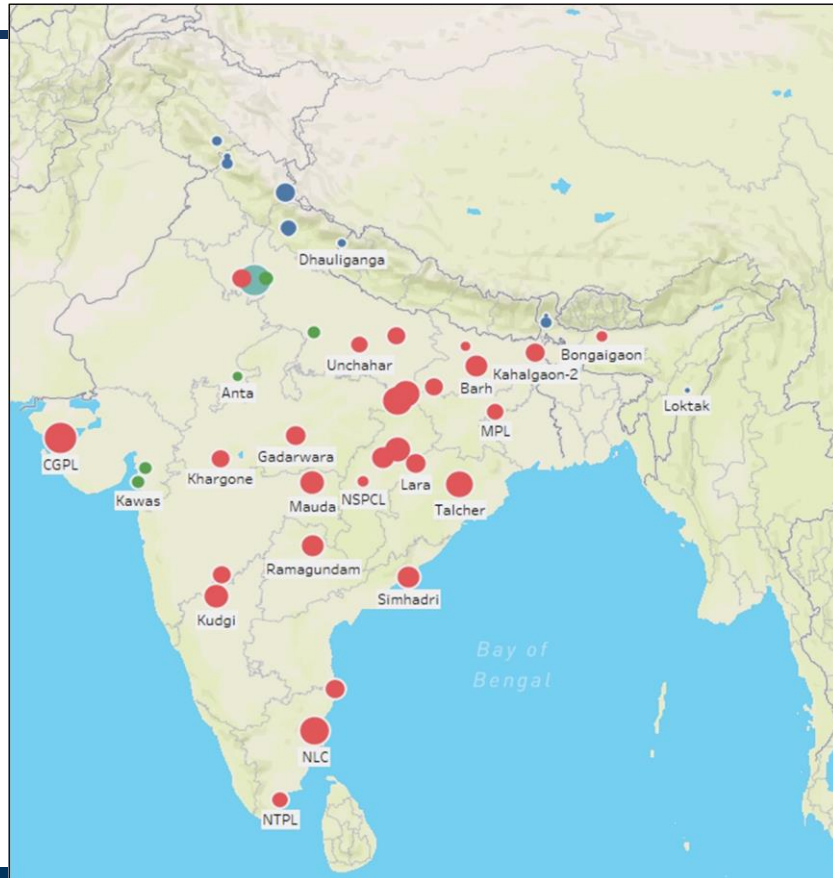 Dhauliganga
Unchahar
Bongaigaon
Barh
Kahalgaon-2
Anta
Loktak
MPL
CGPL
Gadarwara
Khargone
Lara
Kawas
Mauda
NSPCL
Talcher
Ramagundam
Simhadri
Kudgi
Bay of
Bengal
NLC
NTPL